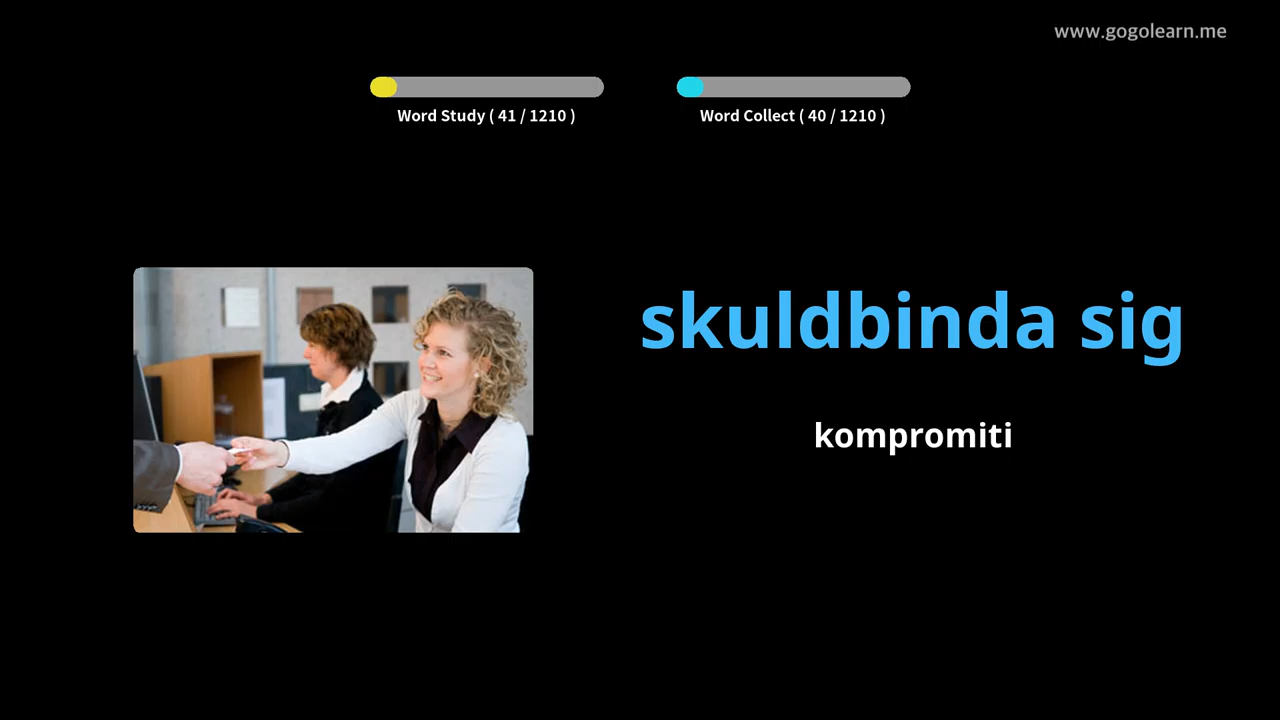 www.gogolearn.me
Word Study ( 41 / 1210 )
Word Collect ( 40 / 1210 )
skuldbinda sig
kompromiti